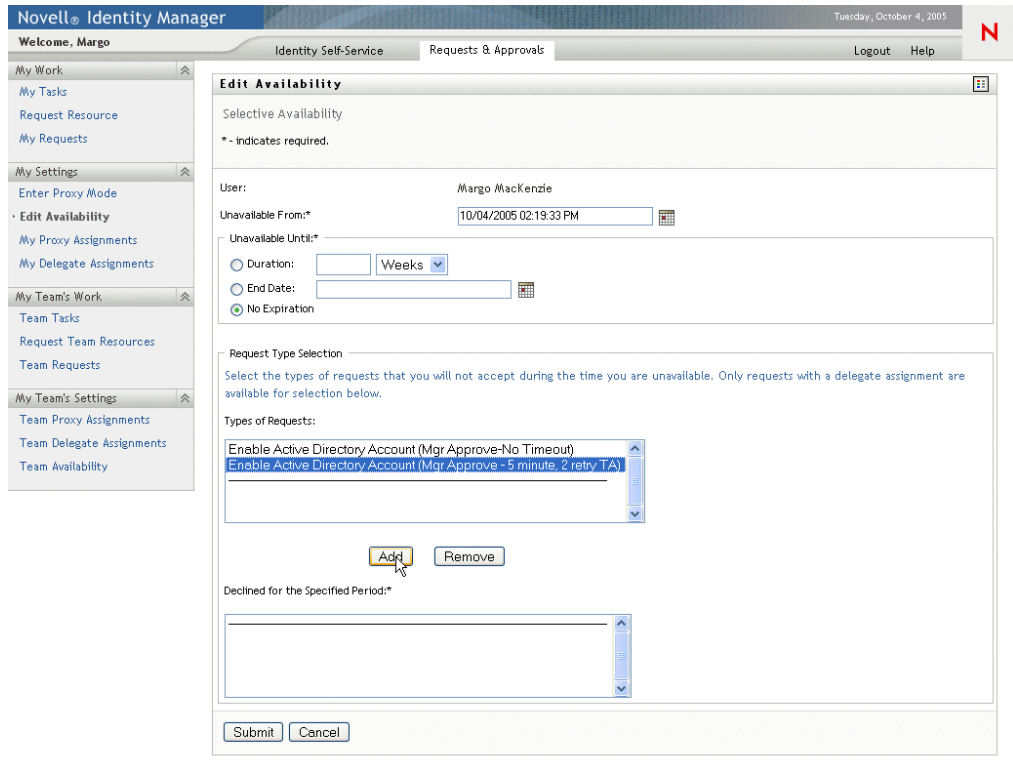 Novell® Identity Manager
Tuesday, October 4, 2005
N
Welcome, Margo
Identity Self-Service
Requests & Approvals
Logout
Help
My Work
My Tasks
Request Resource
My Requests
My Settings
Enter Proxy Mode
Edit Availability
My Proxy Assignments
My Delegate Assignments
My Team's Work
Team Tasks
Request Team Resources
Team Requests
My Team's Settings
Team Proxy Assignments
Team Delegate Assignments
Team Availability
Edit Availability
Selective Availability
* - indicates required.
User: Margo MacKenzie
Unavailable From:* 10/04/2005 02:19:33 PM
Unavailable Until:*
Duration: Weeks
End Date:
No Expiration
Request Type Selection
Select the types of requests that you will not accept during the time you are unavailable. Only requests with a delegate assignment are
available for selection below.
Types of Requests:
Enable Active Directory Account (Mgr Approve-No Timeout)
Enable Active Directory Account (Mgr Approve - 5 minute, 2 retry TA)
Add Remove
Declined for the Specified Period:*
Submit Cancel